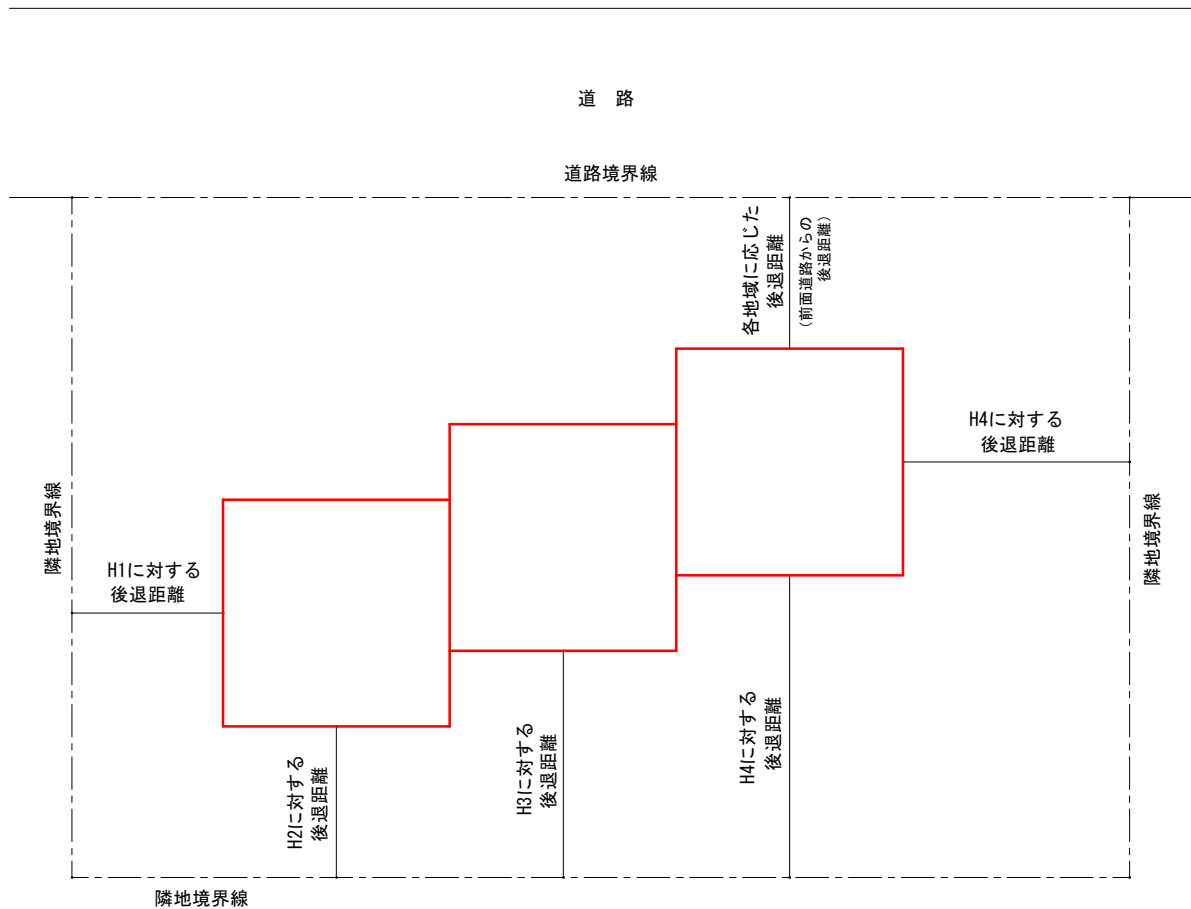 道　路
道路境界線
各地域に応じた
後退距離
（前面道路からの
後退距離）
H4に対する
後退距離
隣地境界線
隣地境界線
H1に対する
後退距離
H2に対する
後退距離
H3に対する
後退距離
H4に対する
後退距離
隣地境界線